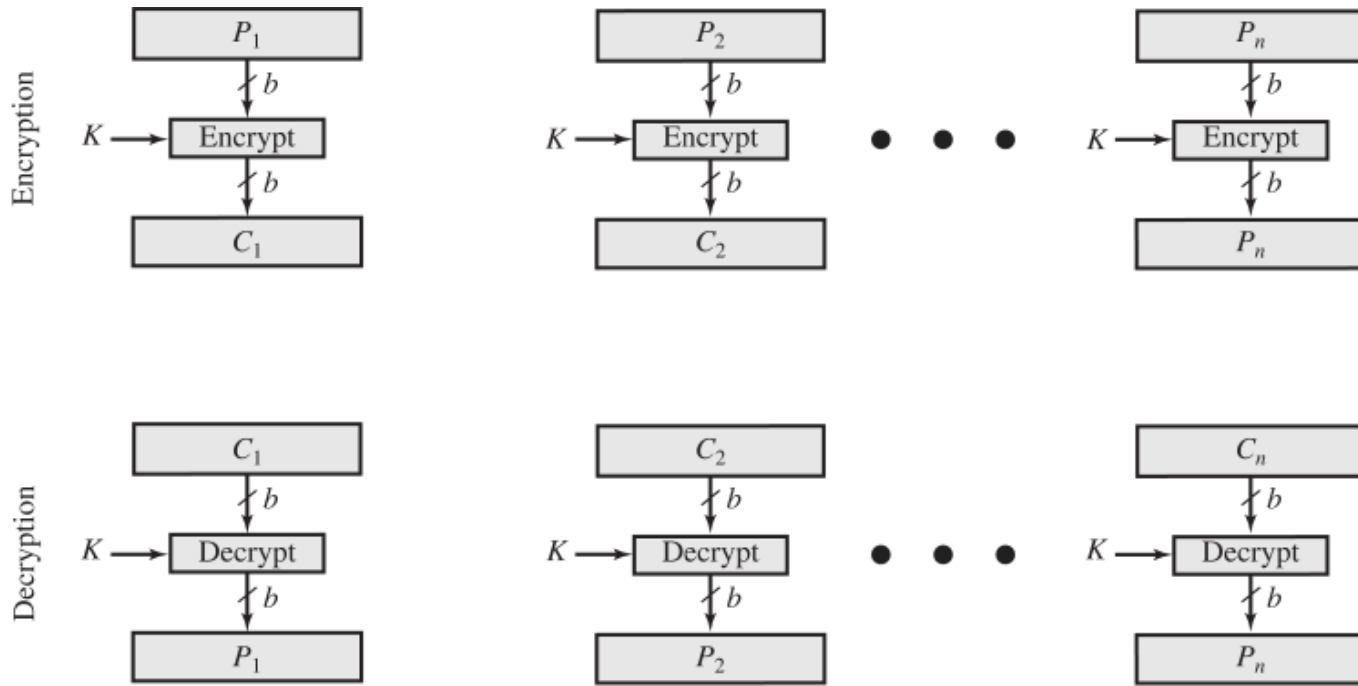 Encryption
P₁ P₂ Pₙ
b b b
K Encrypt K Encrypt K Encrypt
b b b
C₁ C₂ Pₙ
Decryption
C₁ C₂ Cₙ
b b b
K Decrypt K Decrypt K Decrypt
b b b
P₁ P₂ Pₙ